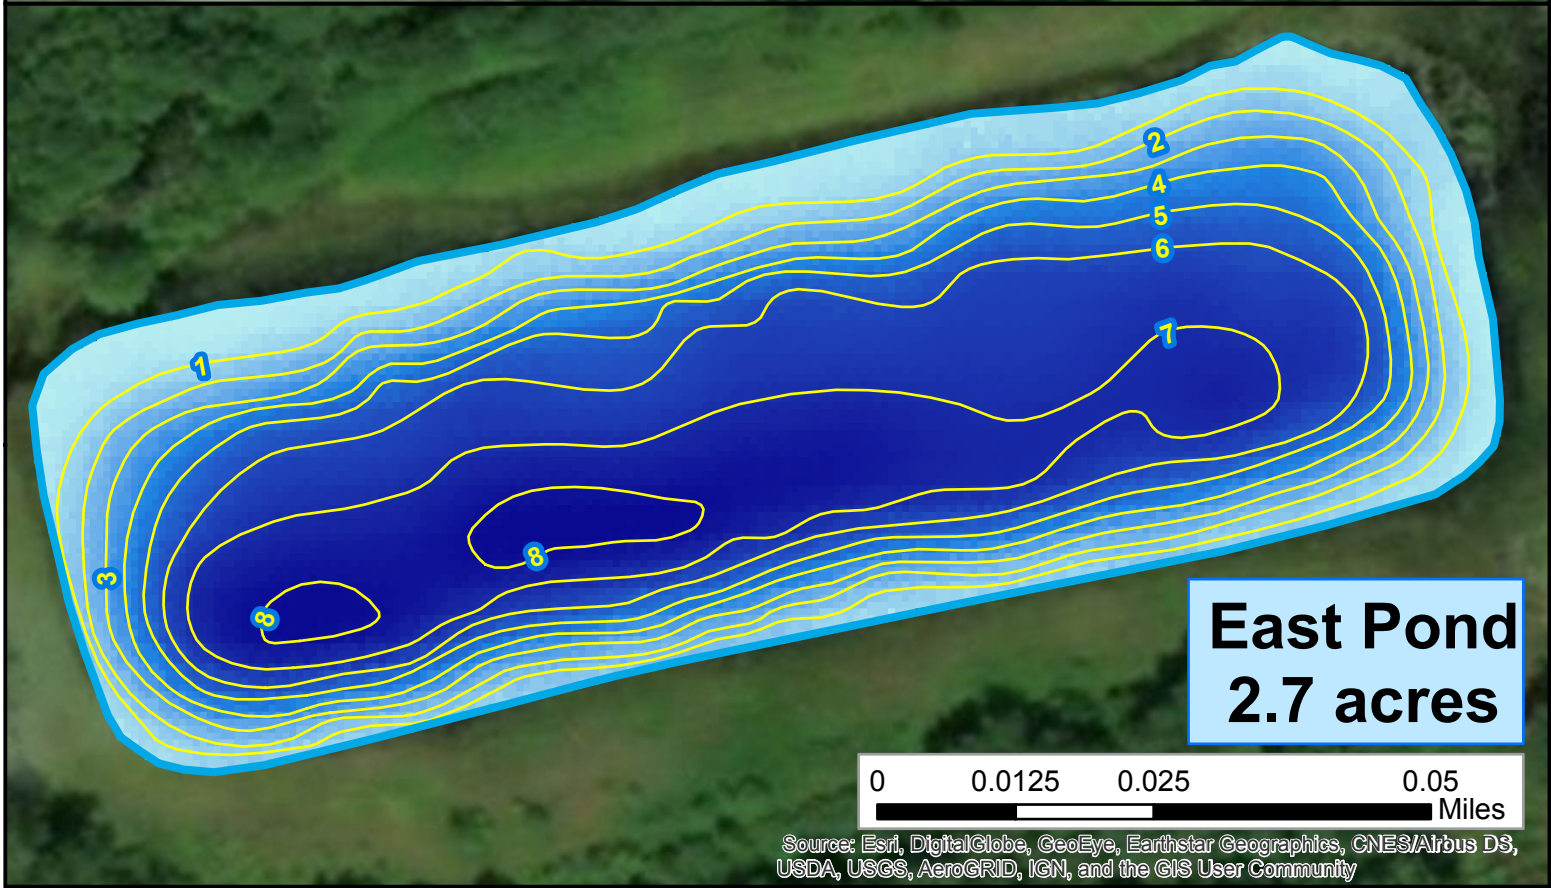 2
4
5
6
7
1
8
3
8
East Pond
2.7 acres
0 0.0125 0.025 0.05
Miles
Source: Esri, DigitalGlobe, GeoEye, Earthstar Geographics, CNES/Airbus DS,
USDA, USGS, AeroGRID, IGN, and the GIS User Community